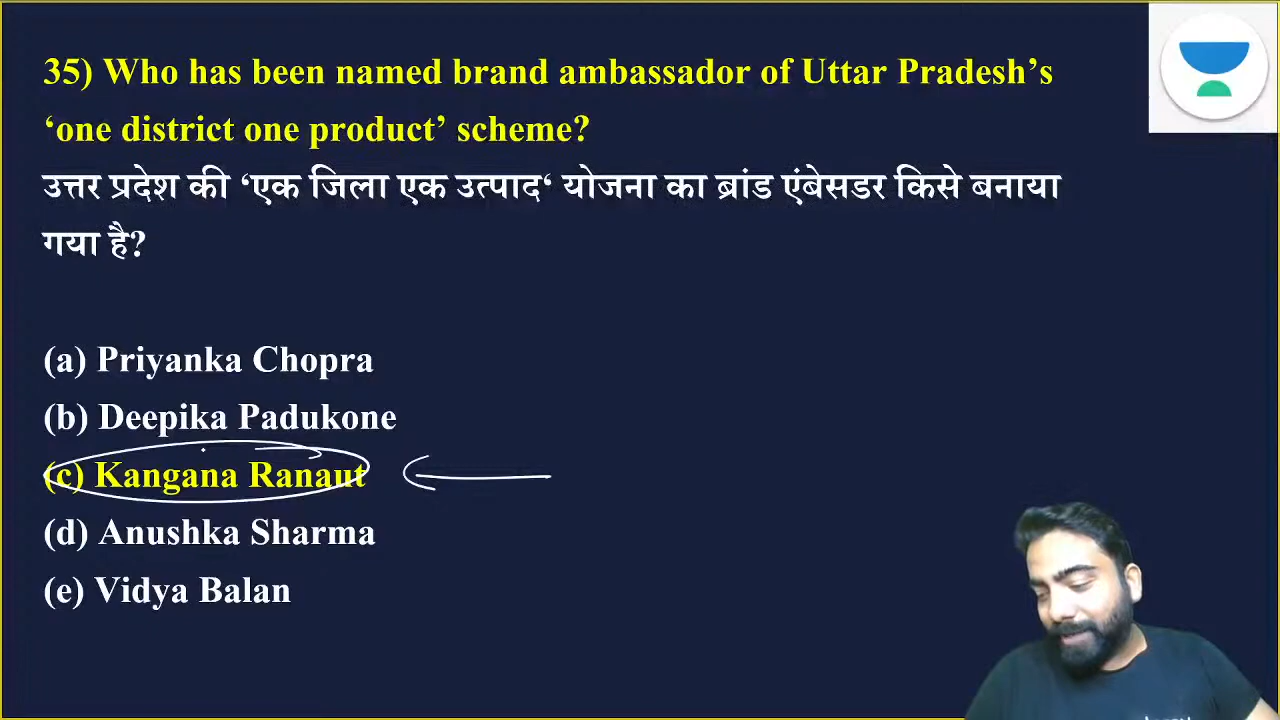 35) Who has been named brand ambassador of Uttar Pradesh’s
‘one district one product’ scheme?
उत्तर प्रदेश की ‘एक जिला एक उत्पाद‘ योजना का ब्रांड एंबेसडर किसे बनाया
गया है?
(a) Priyanka Chopra
(b) Deepika Padukone
(c) Kangana Ranaut
(d) Anushka Sharma
(e) Vidya Balan